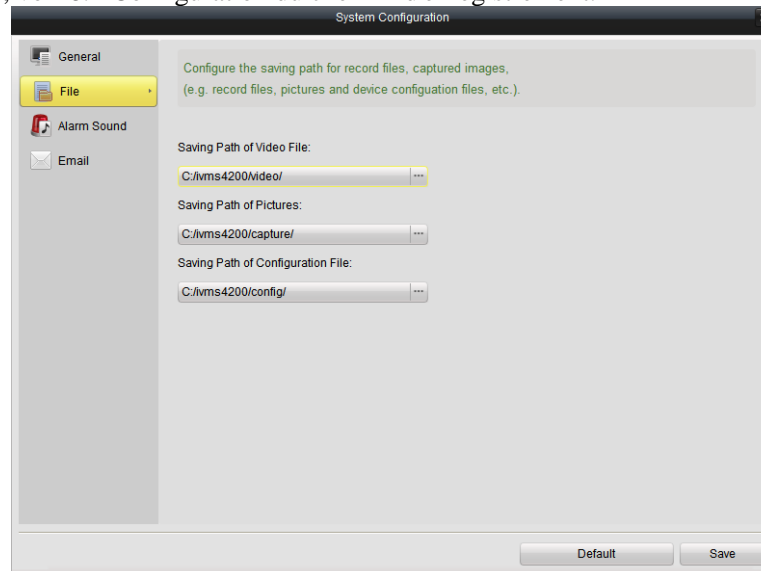 System Configuration
General
File
Alarm Sound
Email
Configure the saving path for record files, captured images,
(e.g. record files, pictures and device configuation files, etc.).
Saving Path of Video File:
C:/ivms4200/video/
Saving Path of Pictures:
C:/ivms4200/capture/
Saving Path of Configuration File:
C:/ivms4200/config/
Default
Save